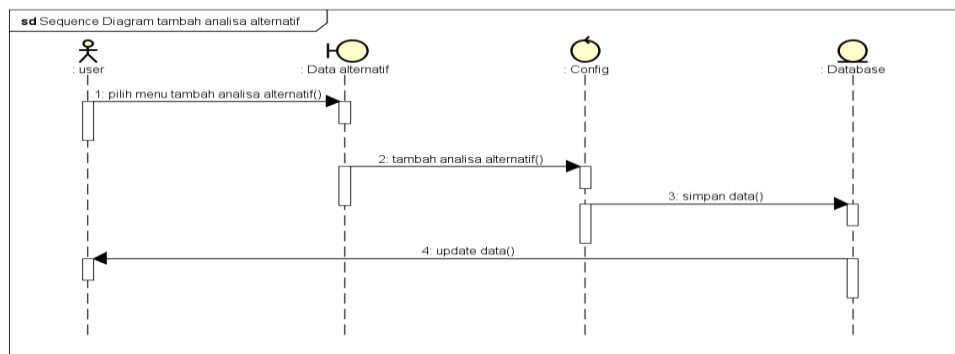 sd Sequence Diagram tambah analisa alternatif
: user
: Data alternatif
: Config
: Database
1: pilih menu tambah analisa alternatif()
2: tambah analisa alternatif()
3: simpan data()
4: update data()